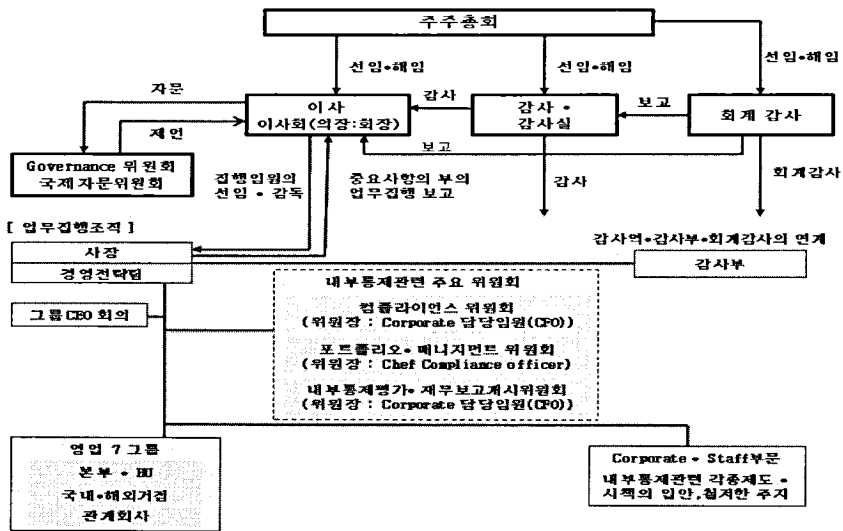 주주총회
선임•해임
선임•해임
선임•해임
자문
이사
이사회(의장:회장)
감사
감사•
감사실
보고
회계 감사
제언
Governance 위원회
국제자문위원회
보고
집행임원의
선임•감독
중요사항의 부의
업무집행 보고
감사
회계감사
[ 업무집행조직 ]
감사역•감사부•회계감사의 연계
사장
경영전략팀
감사부
내부통제관련 주요 위원회
그룹CEO 회의
컴플라이언스 위원회
(위원장 : Corporate 담당임원(CFO))
포트폴리오•매니지먼트 위원회
(위원장 : Chef Compliance officer)
내부통제평가•재무보고개시위원회
(위원장 : Corporate 담당임원(CFO))
영업 7그룹
본부•BU
국내•해외거점
관계회사
Corporate•Staff부문
내부통제관련 각종제도•
시책의 입안,철저한 주지